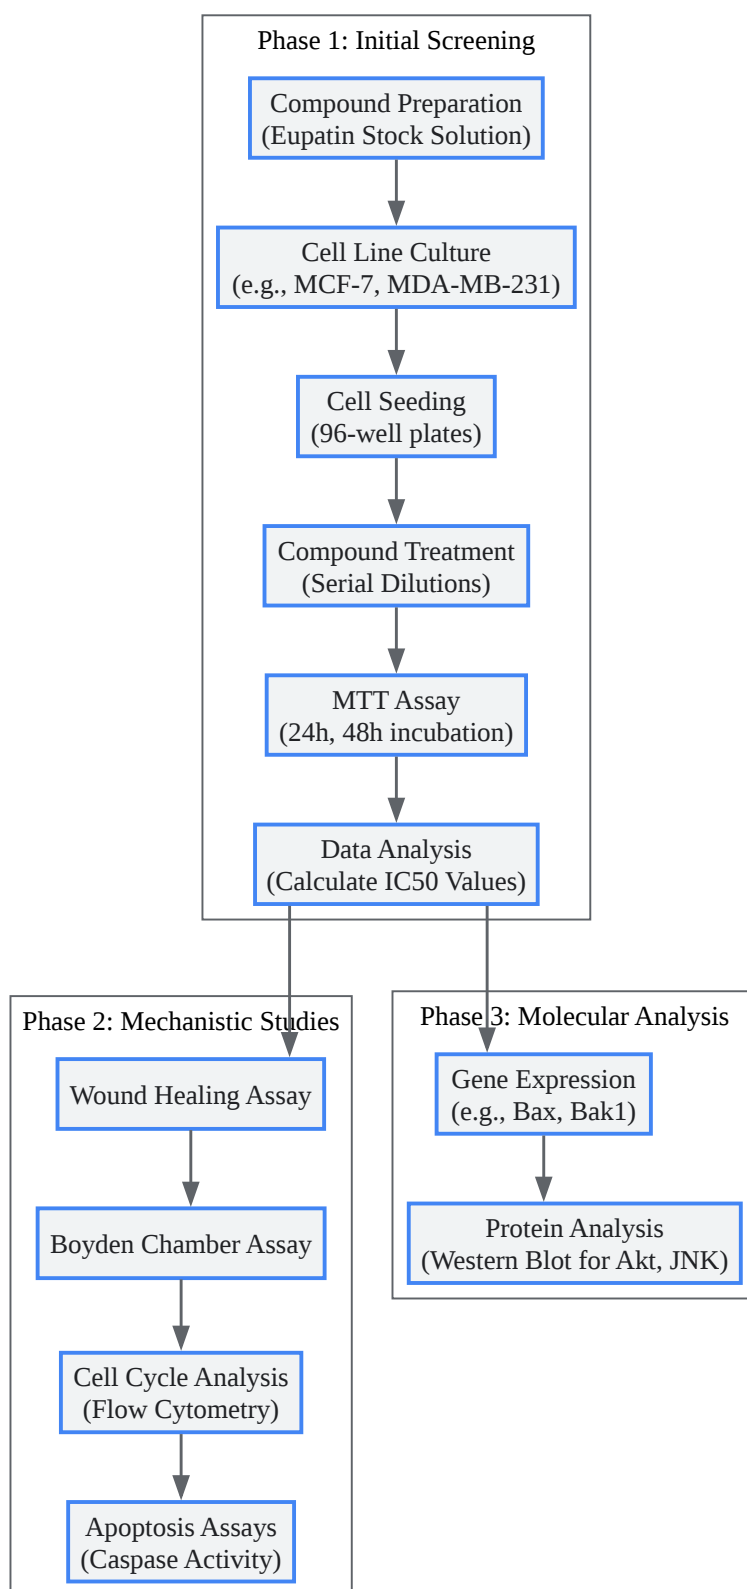 Phase 1: Initial Screening
Compound Preparation
(Eupatin Stock Solution)
Cell Line Culture
(e.g., MCF-7, MDA-MB-231)
Cell Seeding
(96-well plates)
Compound Treatment
(Serial Dilutions)
MTT Assay
(24h, 48h incubation)
Data Analysis
(Calculate IC50 Values)
Phase 2: Mechanistic Studies
Wound Healing Assay
Boyden Chamber Assay
Cell Cycle Analysis
(Flow Cytometry)
Apoptosis Assays
(Caspase Activity)
Phase 3: Molecular Analysis
Gene Expression
(e.g., Bax, Bak1)
Protein Analysis
(Western Blot for Akt, JNK)